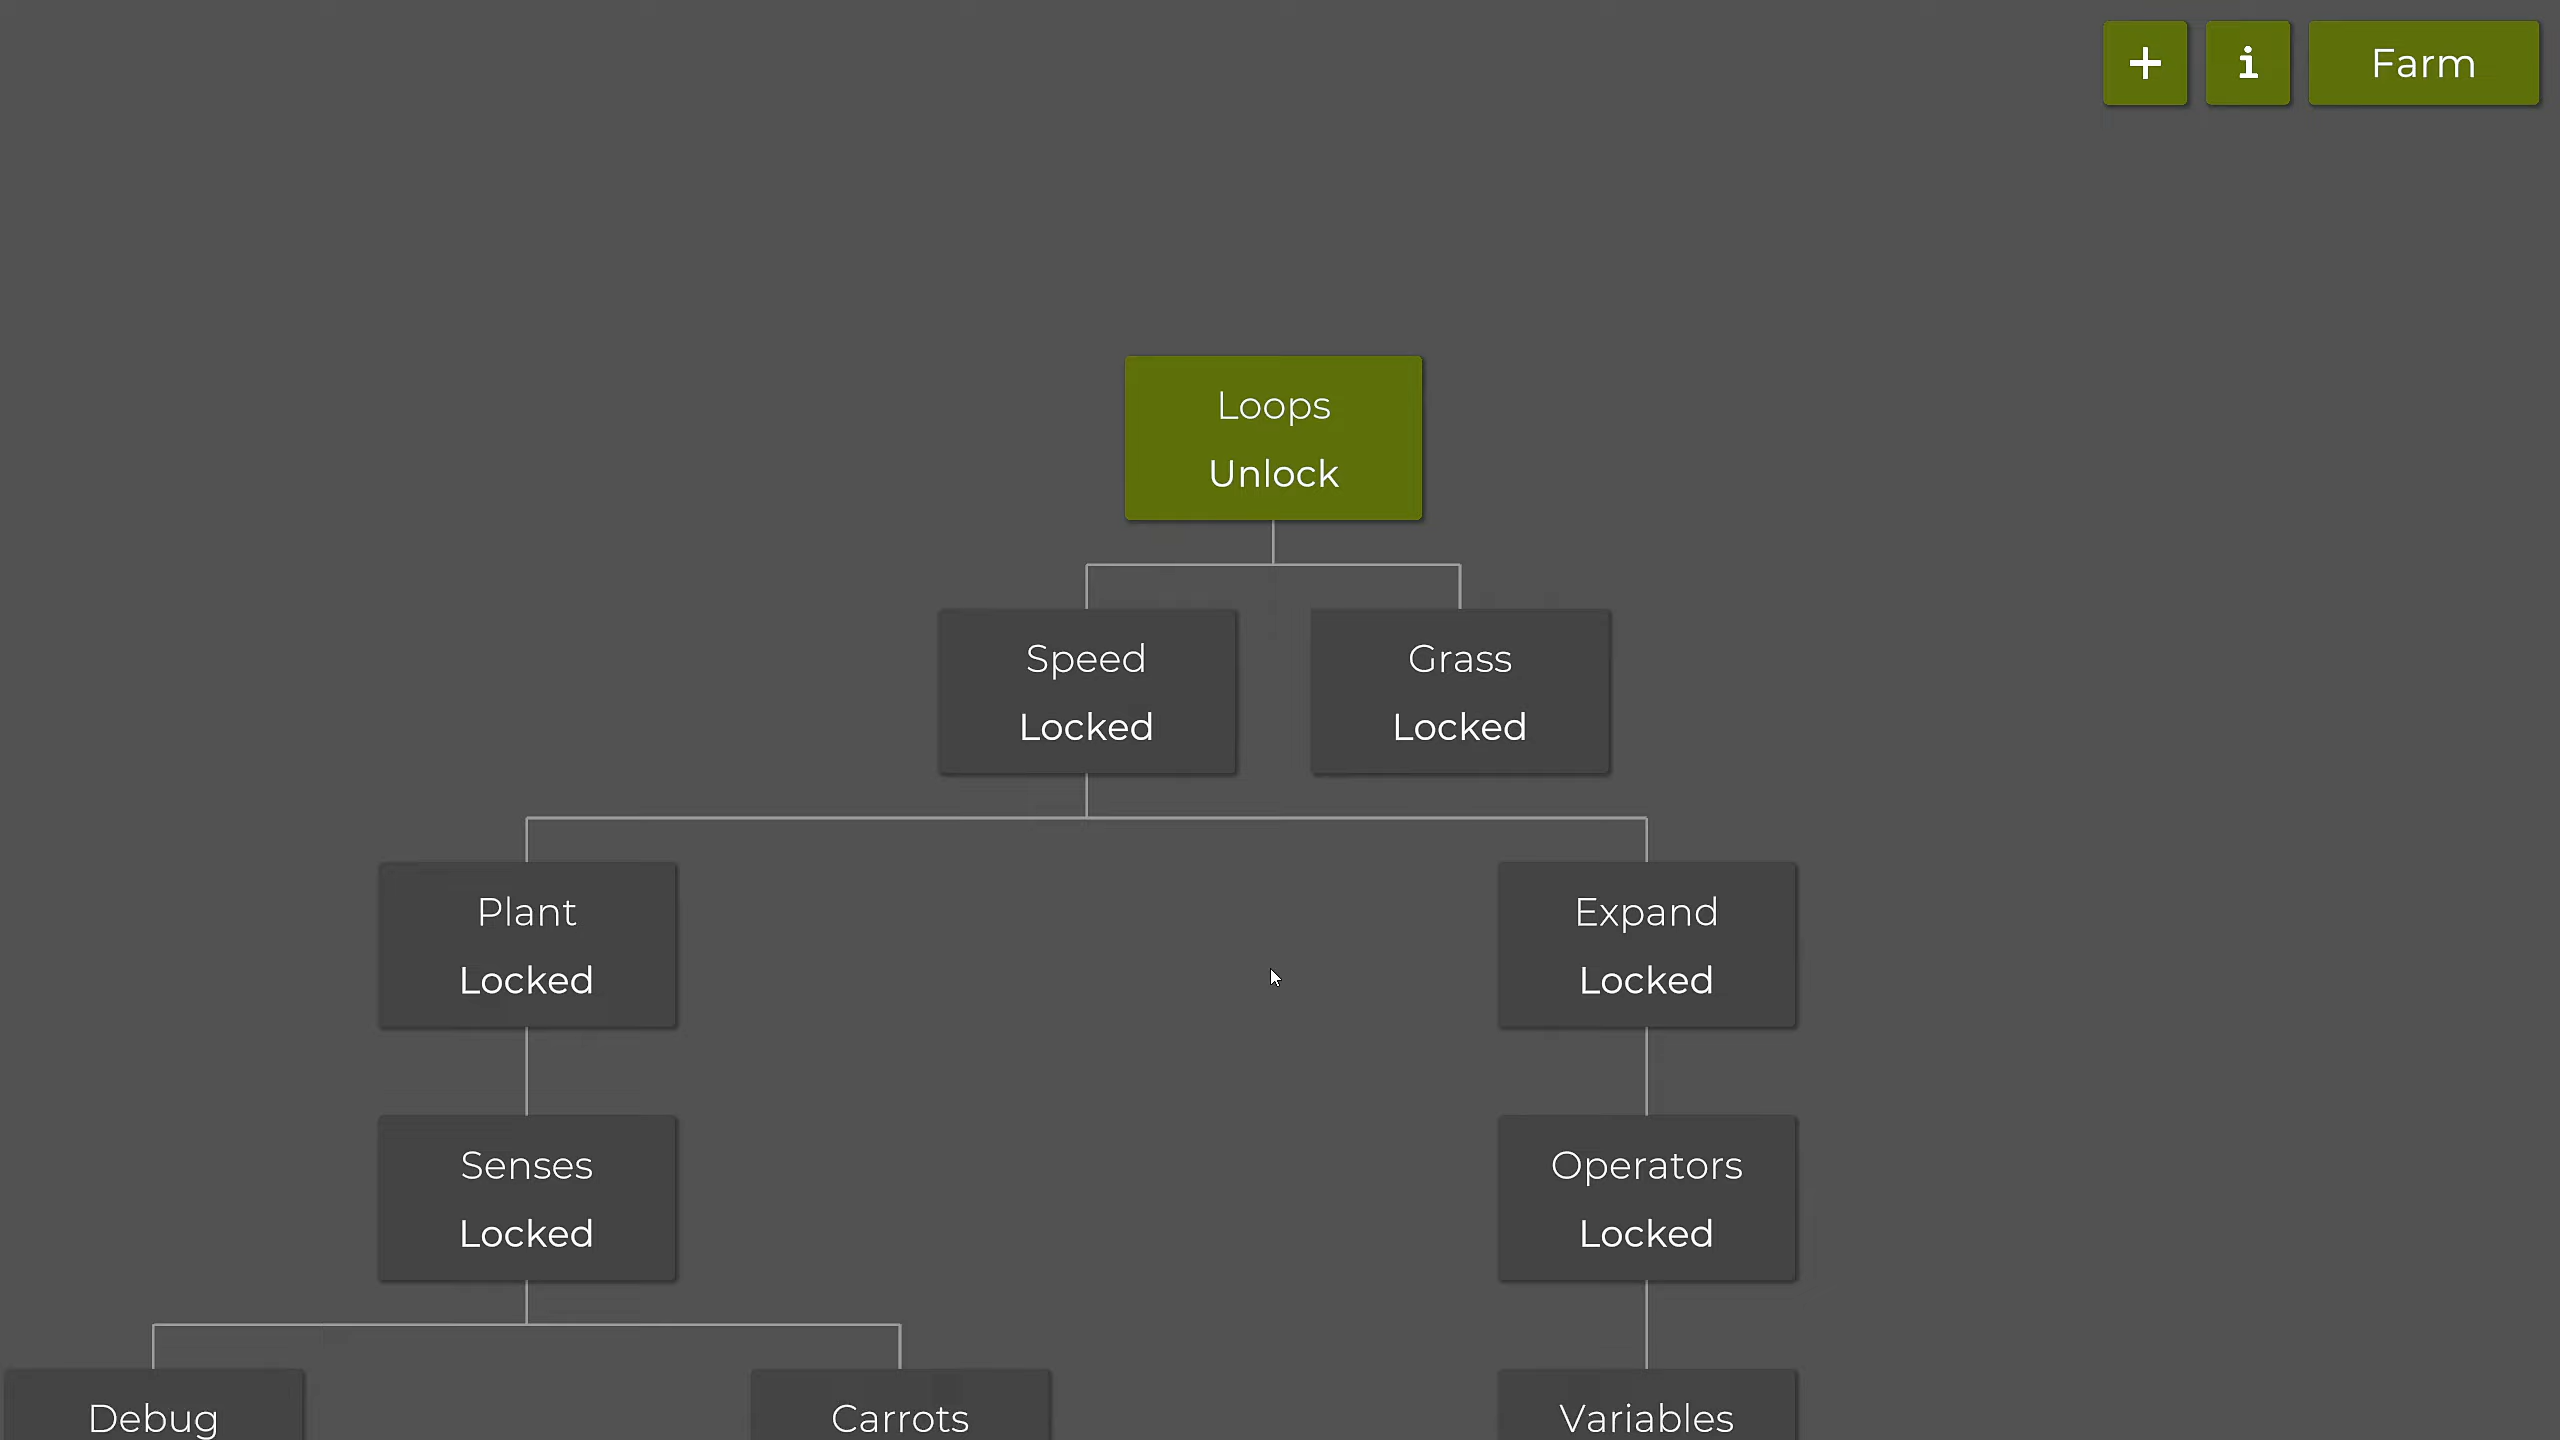 + i Farm
Loops
Unlock
Speed Grass
Locked Locked
Plant Expand
Locked Locked
Senses Operators
Locked Locked
Debug Carrots Variables